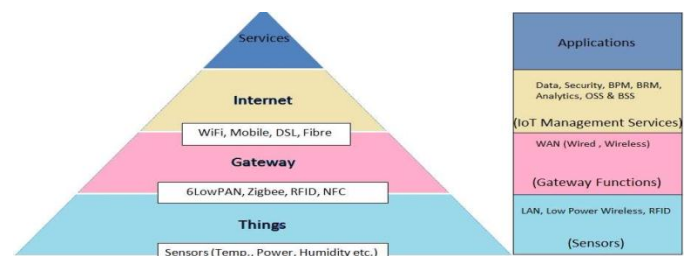 Services
Internet
WiFi, Mobile, DSL, Fibre
Gateway
6LowPAN, Zigbee, RFID, NFC
Things
Sensors (Temp., Power, Humidity etc.)
Applications
Data, Security, BPM, BRM,
Analytics, OSS & BSS
(IoT Management Services)
WAN (Wired , Wireless)
(Gateway Functions)
LAN, Low Power Wireless, RFID
(Sensors)